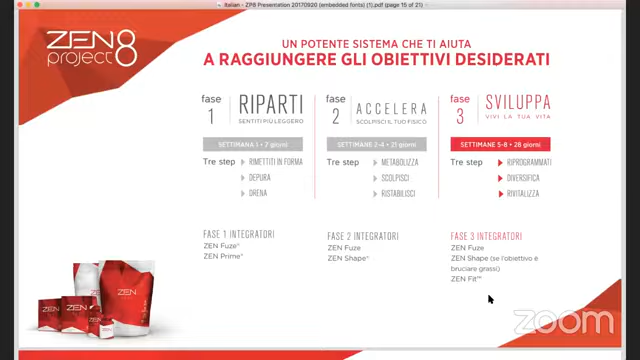 Italian - ZP8 Presentation 20170920 (embedded fonts) (1).pdf (page 15 of 21)
ZEN
project 8
UN POTENTE SISTEMA CHE TI AIUTA
A RAGGIUNGERE GLI OBIETTIVI DESIDERATI
fase 1
RIPARTI
SENTITI PIÙ LEGGERO
SETTIMANA 1 • 7 giorni
Tre step
RIMETTITI IN FORMA
DEPURA
DRENA
FASE 1 INTEGRATORI
ZEN Fuze®
ZEN Prime®
fase 2
ACCELERA
SCOLPISCI IL TUO FISICO
SETTIMANE 2-4 • 21 giorni
Tre step
METABOLIZZA
SCOLPISCI
RISTABILISCI
FASE 2 INTEGRATORI
ZEN Fuze
ZEN Shape®
fase 3
SVILUPPA
VIVI LA TUA VITA
SETTIMANE 5-8 • 28 giorni
Tre step
RIPROGRAMMATI
DIVERSIFICA
RIVITALIZZA
FASE 3 INTEGRATORI
ZEN Fuze
ZEN Shape (se l'obiettivo è
bruciare grassi)
ZEN Fit™
ZEN
ZEN
zoom